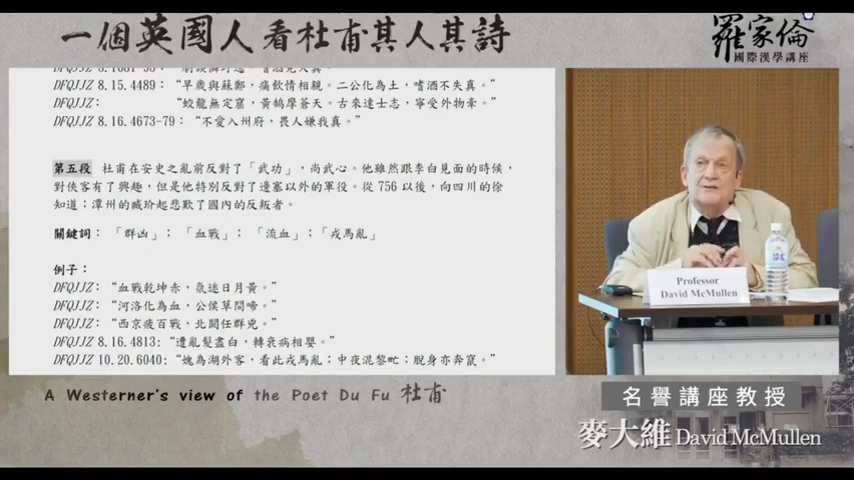 一個英國人看杜甫其人其詩
羅家倫
國際漢學講座
DFQJJZ 8.15.4489：“早歲與蘇鄭，痛飲情相親。二公化為土，嗜酒不失真。”
DFQJJZ： “蛟龍無定窟，黃鵠摩蒼天。古來達士志，寧受外物牽。”
DFQJJZ 8.16.4673-79：“不愛入州府，畏人嫌我真。”
第五段 杜甫在安史之亂前反對了「武功」，尚武心。他雖然跟李白見面的時候，
對俠客有了興趣，但是他特別反對了邊塞以外的軍役。從 756 以後，向四川的徐
知道；潭州的臧玠起悲歎了國內的反叛者。
關鍵詞：「群凶」；「血戰」；「流血」；「戎馬亂」
例子：
DFQJJZ：“血戰乾坤赤，氛迷日月黃。”
DFQJJZ：“河洛化為血，公侯草間啼。”
DFQJJZ：“西京疲百戰，北闕任群兇。”
DFQJJZ 8.16.4813：“遭亂髮盡白，轉衰病相嬰。”
DFQJJZ 10.20.6040：“媿為湖外客，看此戎馬亂；中夜混黎甿；脫身亦奔竄。”
Professor
David McMullen
A Westerner's view of the Poet Du Fu 杜甫
名譽講座教授
麥大維 David McMullen